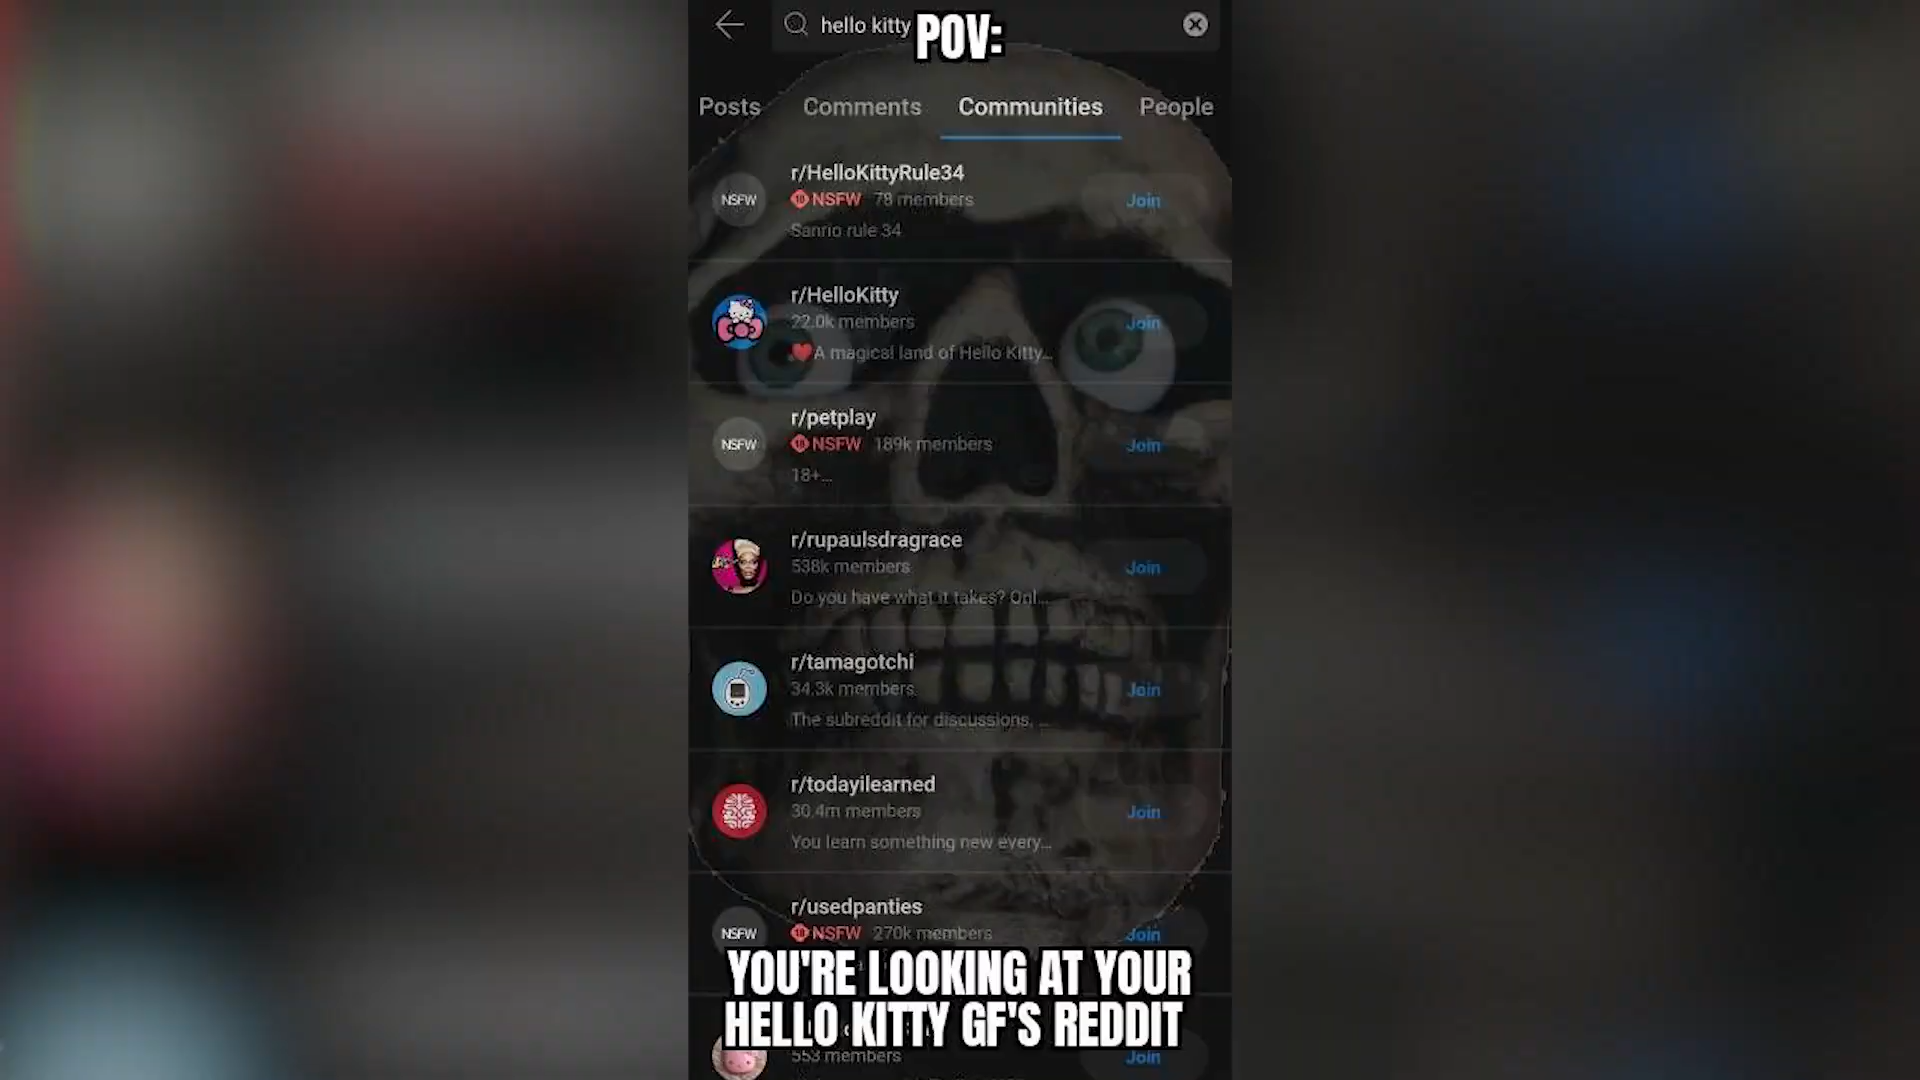 hello kitty
POV:
Posts Comments Communities People
r/HelloKittyRule34
NSFW
18 NSFW 78 members
Join
Sanrio rule 34
r/HelloKitty
22.0k members
Join
❤️A magical land of Hello Kitty...
r/petplay
NSFW
18 NSFW 189k members
Join
18+...
r/rupaulsdragrace
538k members
Join
Do you have what it takes? Onl...
r/tamagotchi
34.3k members
Join
The subreddit for discussions, ...
r/todayilearned
30.4m members
Join
You learn something new every...
r/usedpanties
NSFW
18 NSFW 270k members
Join
YOU'RE LOOKING AT YOUR
HELLO KITTY GF'S REDDIT
553 members
Join